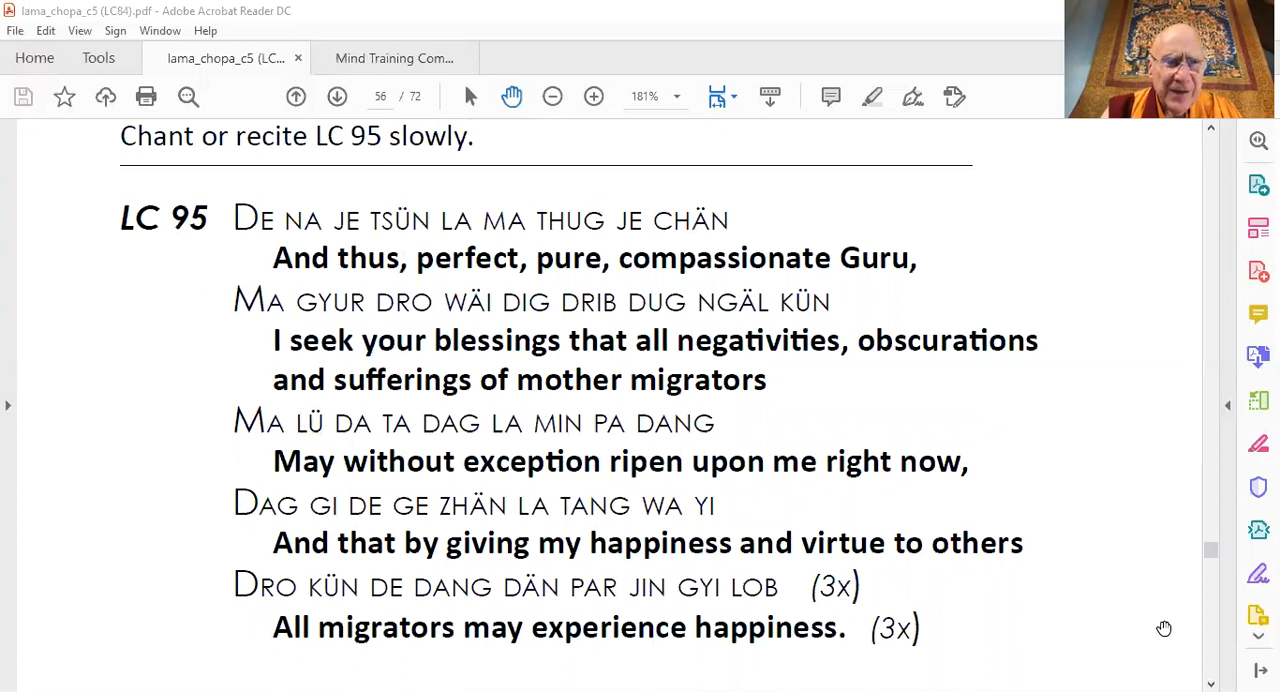 lama_chopa_c5 (LC84).pdf - Adobe Acrobat Reader DC
File Edit View Sign Window Help
Home Tools lama_chopa_c5 (LC... × Mind Training Com...
56 / 72 181%
Chant or recite LC 95 slowly.
LC 95 DE NA JE TSÜN LA MA THUG JE CHÄN
And thus, perfect, pure, compassionate Guru,
MA GYUR DRO WÄI DIG DRIB DUG NGÄL KÜN
I seek your blessings that all negativities, obscurations
and sufferings of mother migrators
MA LÜ DA TA DAG LA MIN PA DANG
May without exception ripen upon me right now,
DAG GI DE GE ZHÄN LA TANG WA YI
And that by giving my happiness and virtue to others
DRO KÜN DE DANG DÄN PAR JIN GYI LOB (3x)
All migrators may experience happiness. (3x)